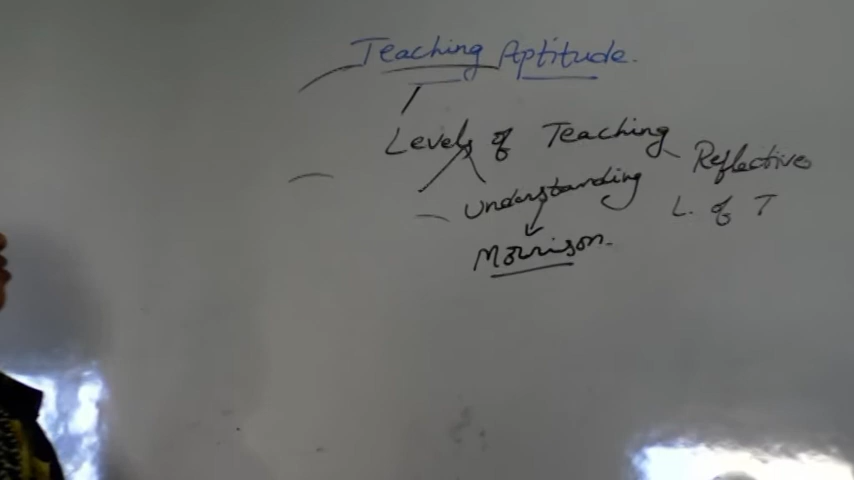 Teaching Aptitude.
Levels of Teaching
Reflective
Understanding
L. of T
Morrison.